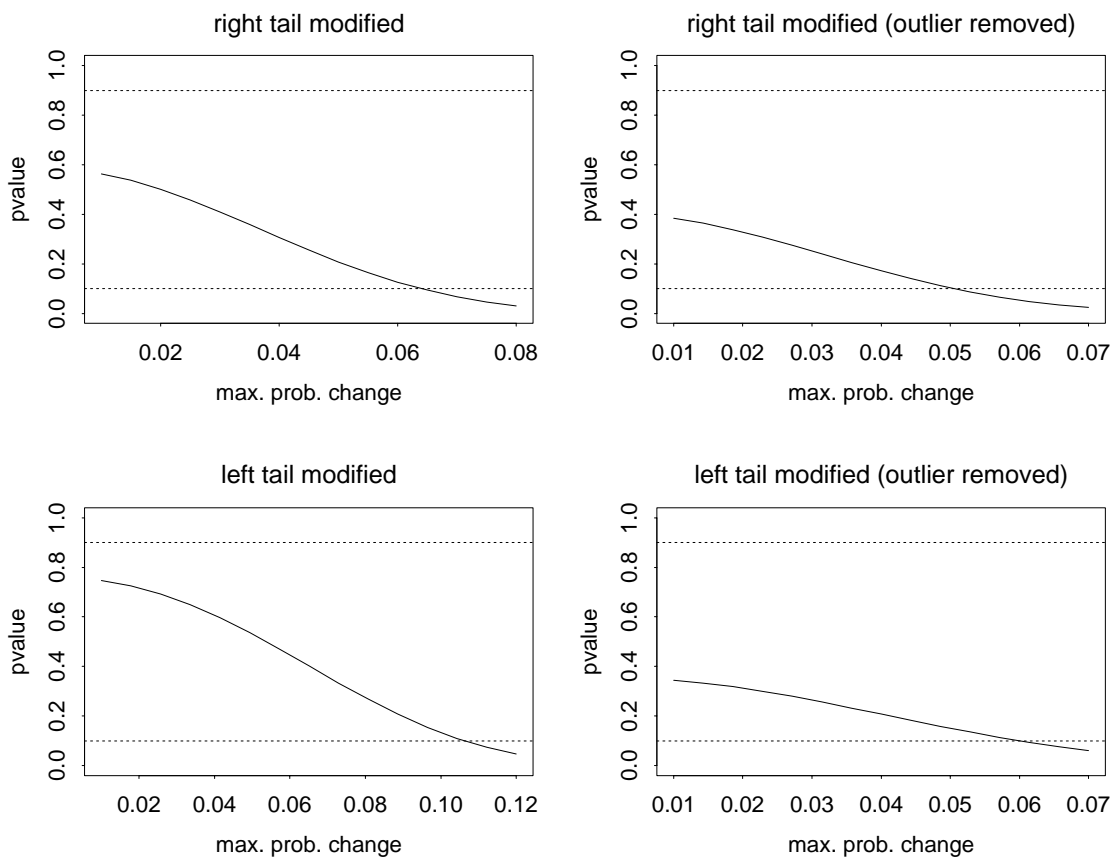 right tail modified
pvalue
1.0
0.8
0.6
0.4
0.2
0.0
0.02 0.04 0.06 0.08
max. prob. change
right tail modified (outlier removed)
pvalue
1.0
0.8
0.6
0.4
0.2
0.0
0.01 0.02 0.03 0.04 0.05 0.06 0.07
max. prob. change
left tail modified
pvalue
1.0
0.8
0.6
0.4
0.2
0.0
0.02 0.04 0.06 0.08 0.10 0.12
max. prob. change
left tail modified (outlier removed)
pvalue
1.0
0.8
0.6
0.4
0.2
0.0
0.01 0.02 0.03 0.04 0.05 0.06 0.07
max. prob. change